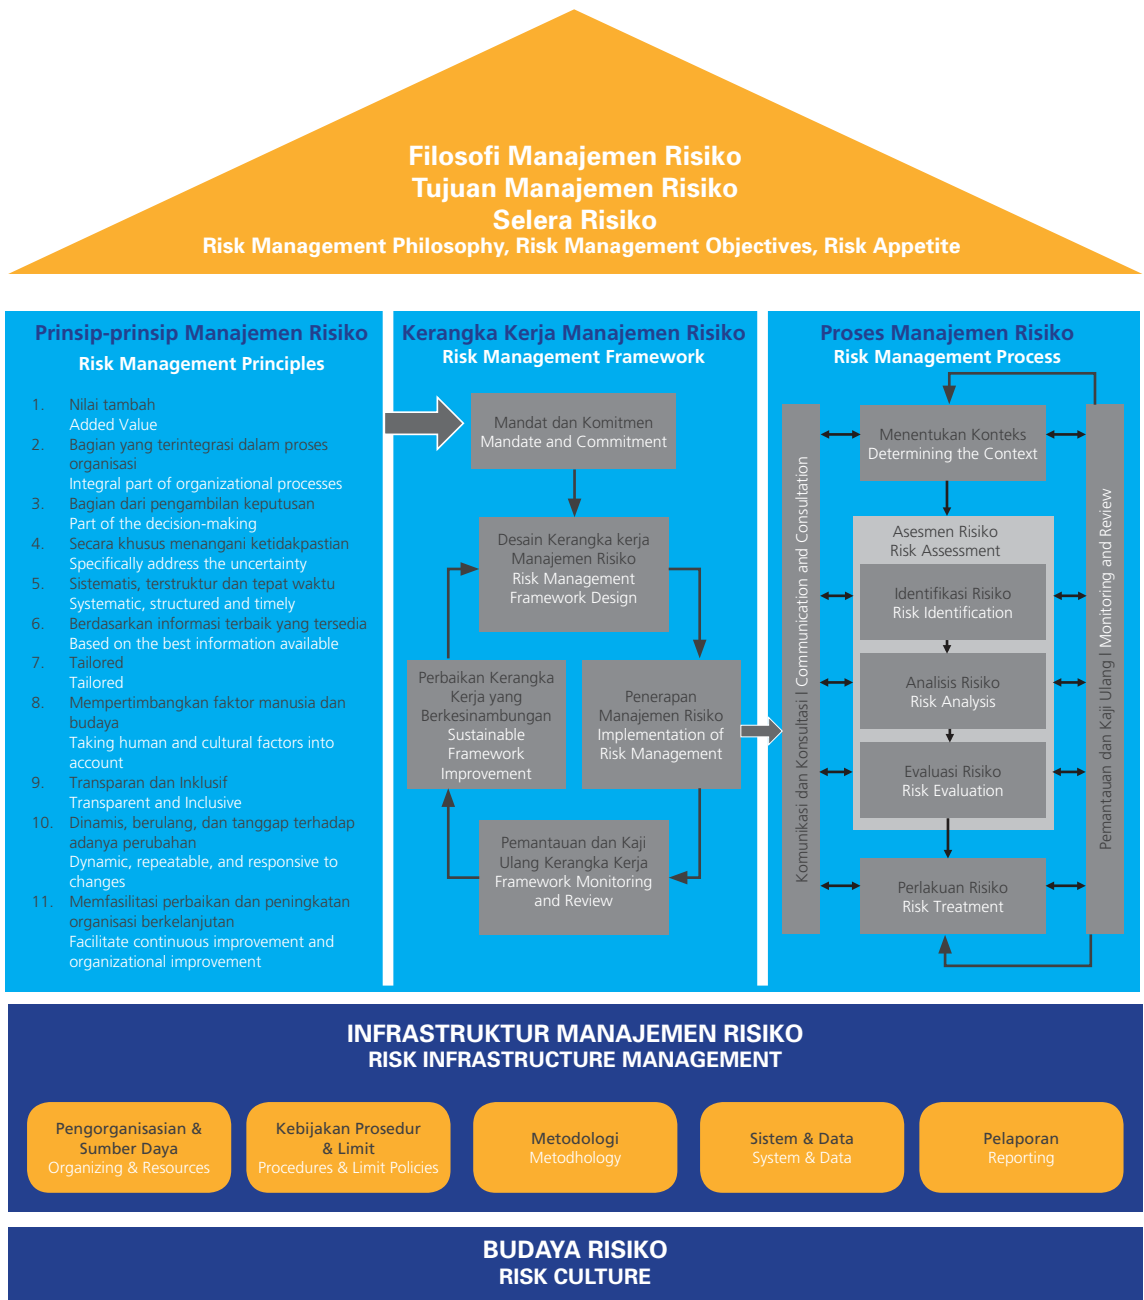 Filosofi Manajemen Risiko
Tujuan Manajemen Risiko
Selera Risiko
Risk Management Philosophy, Risk Management Objectives, Risk Appetite
Prinsip-prinsip Manajemen Risiko
Risk Management Principles
1. Nilai tambah
Added Value
2. Bagian yang terintegrasi dalam proses
organisasi
Integral part of organizational processes
3. Bagian dari pengambilan keputusan
Part of the decision-making
4. Secara khusus menangani ketidakpastian
Specifically address the uncertainty
5. Sistematis, terstruktur dan tepat waktu
Systematic, structured and timely
6. Berdasarkan informasi terbaik yang tersedia
Based on the best information available
7. Tailored
Tailored
8. Mempertimbangkan faktor manusia dan
budaya
Taking human and cultural factors into
account
9. Transparan dan Inklusif
Transparent and Inclusive
10. Dinamis, berulang, dan tanggap terhadap
adanya perubahan
Dynamic, repeatable, and responsive to
changes
11. Memfasilitasi perbaikan dan peningkatan
organisasi berkelanjutan
Facilitate continuous improvement and
organizational improvement
Kerangka Kerja Manajemen Risiko
Risk Management Framework
Mandat dan Komitmen
Mandate and Commitment
Desain Kerangka kerja
Manajemen Risiko
Risk Management
Framework Design
Perbaikan Kerangka
Kerja yang
Berkesinambungan
Sustainable
Framework
Improvement
Penerapan
Manajemen Risiko
Implementation of
Risk Management
Pemantauan dan Kaji
Ulang Kerangka Kerja
Framework Monitoring
and Review
Proses Manajemen Risiko
Risk Management Process
Komunikasi dan Konsultasi | Communication and Consultation
Menentukan Konteks
Determining the Context
Asesmen Risiko
Risk Assessment
Identifikasi Risiko
Risk Identification
Analisis Risiko
Risk Analysis
Evaluasi Risiko
Risk Evaluation
Perlakuan Risiko
Risk Treatment
Pemantauan dan Kaji Ulang | Monitoring and Review
INFRASTRUKTUR MANAJEMEN RISIKO
RISK INFRASTRUCTURE MANAGEMENT
Pengorganisasian &
Sumber Daya
Organizing & Resources
Kebijakan Prosedur
& Limit
Procedures & Limit Policies
Metodologi
Metodhology
Sistem & Data
System & Data
Pelaporan
Reporting
BUDAYA RISIKO
RISK CULTURE